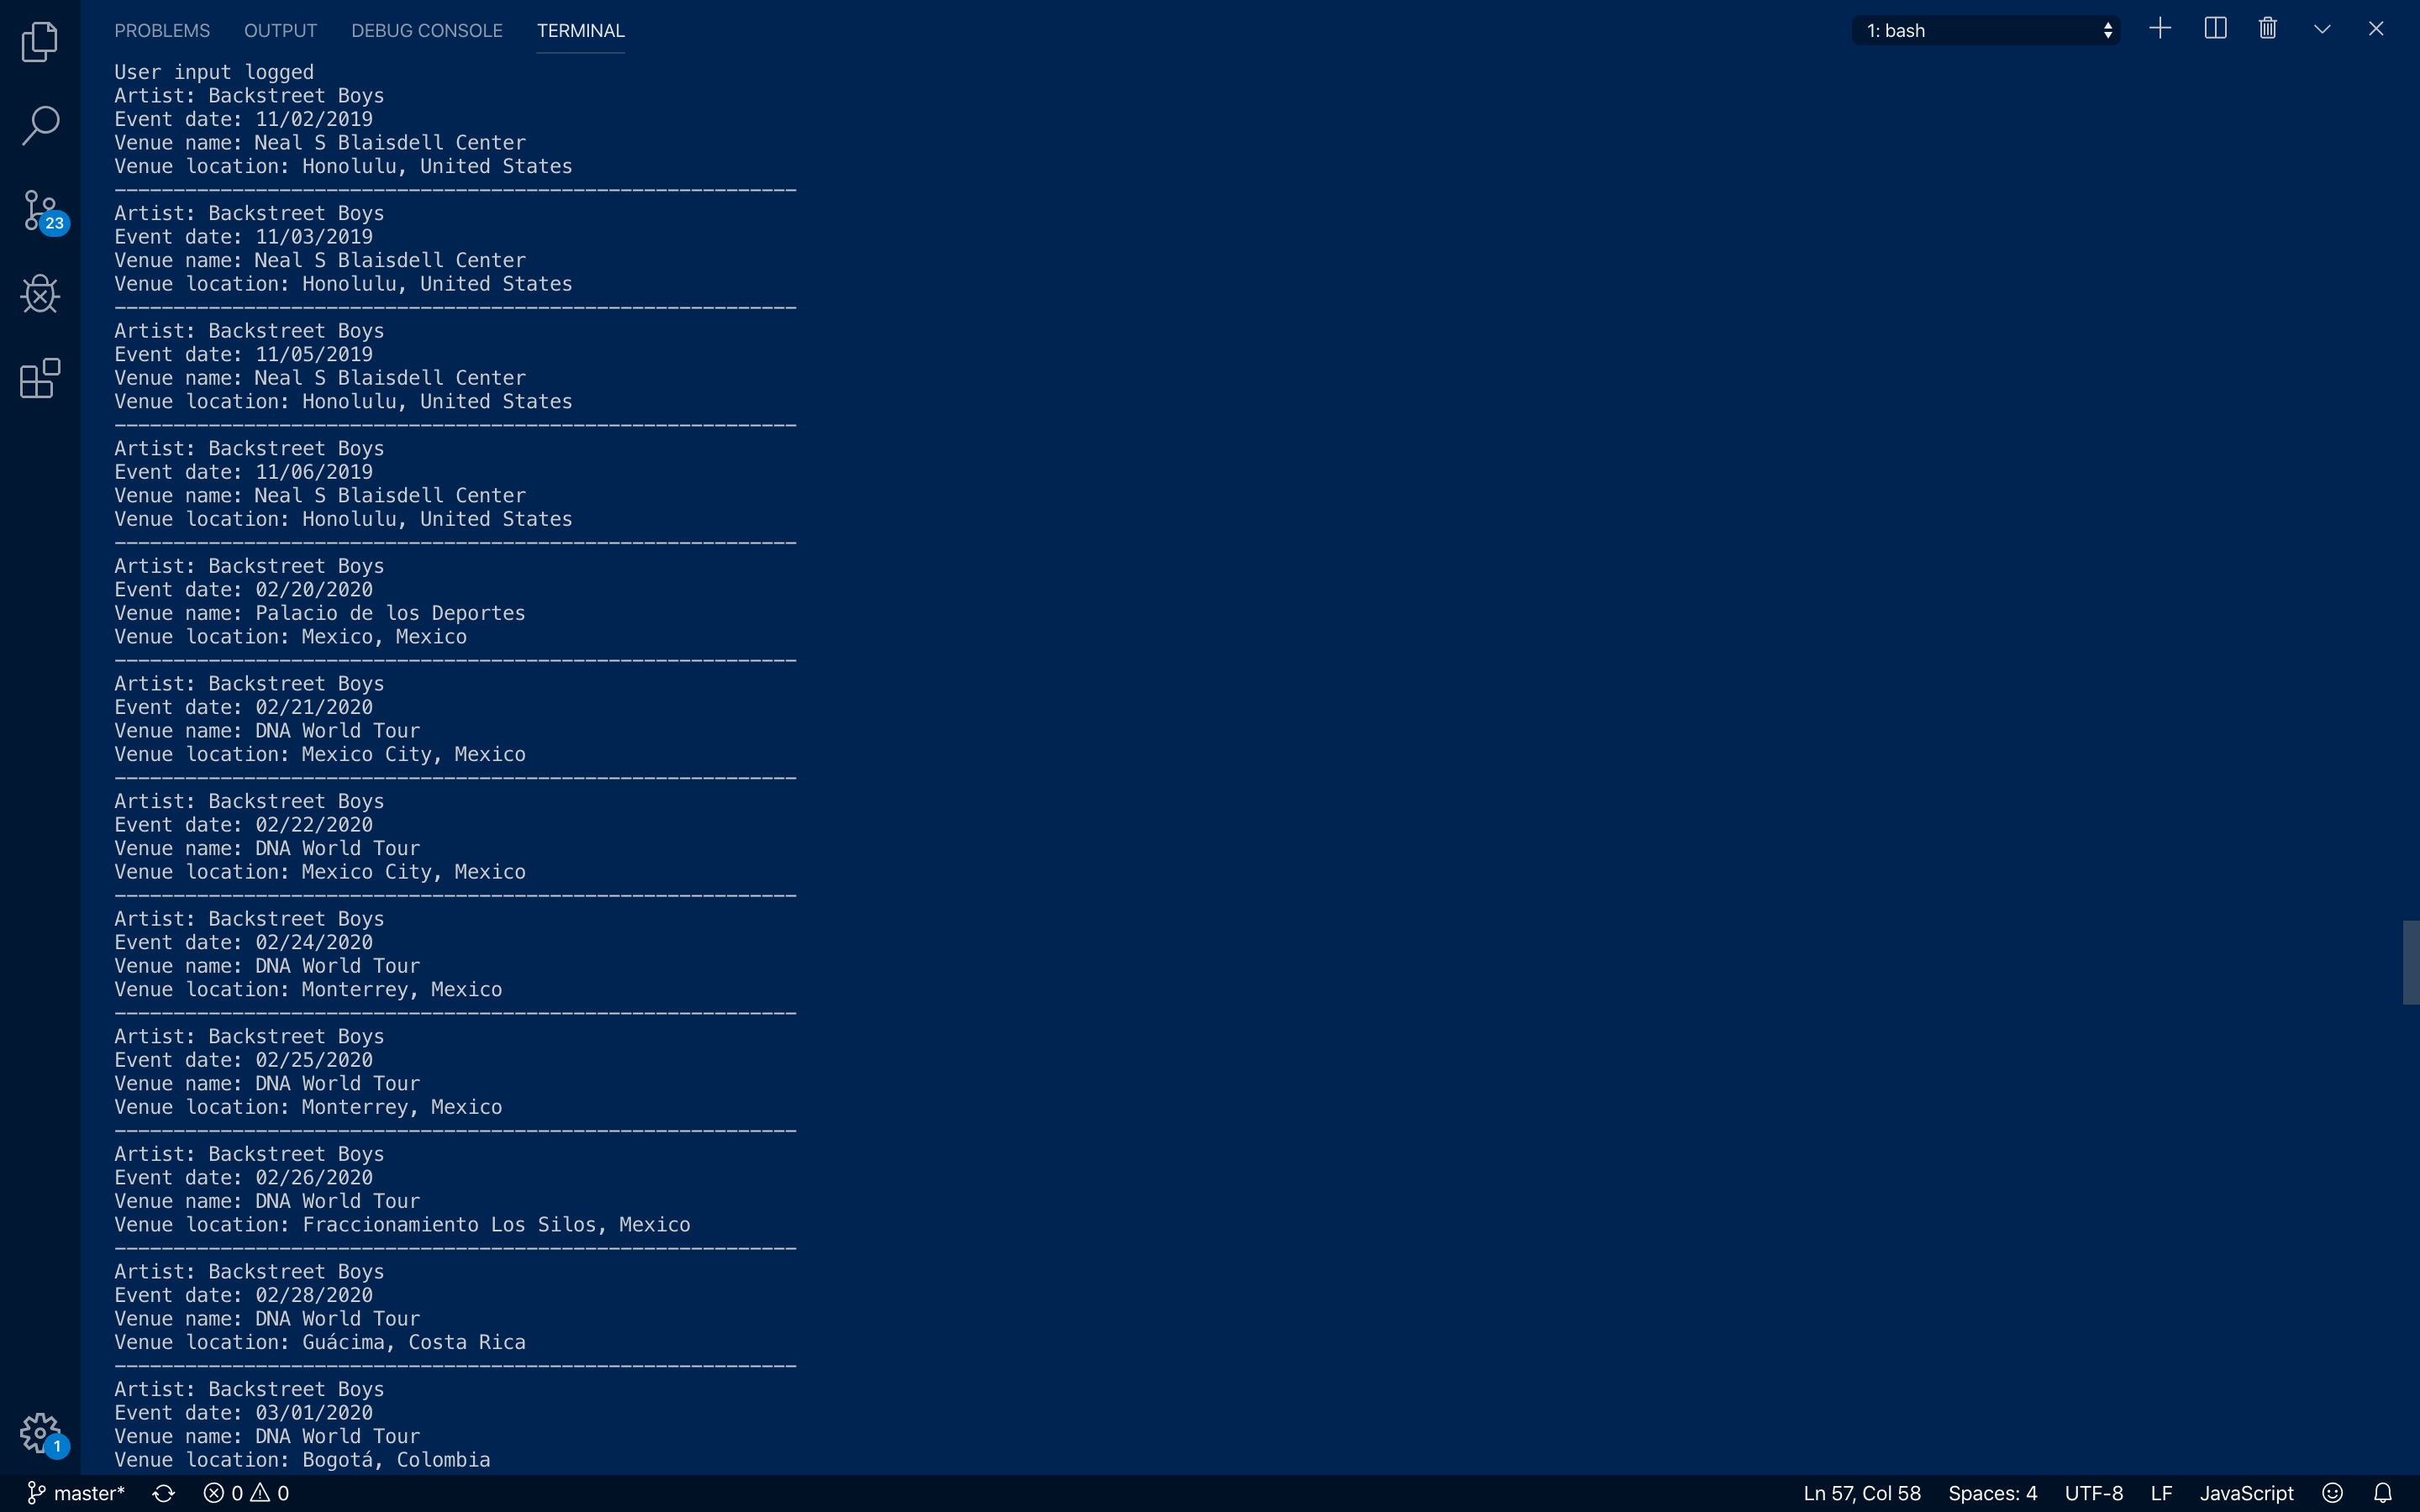 PROBLEMS OUTPUT DEBUG CONSOLE TERMINAL 1: bash
User input logged
Artist: Backstreet Boys
Event date: 11/02/2019
Venue name: Neal S Blaisdell Center
Venue location: Honolulu, United States
----------------------------------------------------------
Artist: Backstreet Boys
Event date: 11/03/2019
Venue name: Neal S Blaisdell Center
Venue location: Honolulu, United States
----------------------------------------------------------
Artist: Backstreet Boys
Event date: 11/05/2019
Venue name: Neal S Blaisdell Center
Venue location: Honolulu, United States
----------------------------------------------------------
Artist: Backstreet Boys
Event date: 11/06/2019
Venue name: Neal S Blaisdell Center
Venue location: Honolulu, United States
----------------------------------------------------------
Artist: Backstreet Boys
Event date: 02/20/2020
Venue name: Palacio de los Deportes
Venue location: Mexico, Mexico
----------------------------------------------------------
Artist: Backstreet Boys
Event date: 02/21/2020
Venue name: DNA World Tour
Venue location: Mexico City, Mexico
----------------------------------------------------------
Artist: Backstreet Boys
Event date: 02/22/2020
Venue name: DNA World Tour
Venue location: Mexico City, Mexico
----------------------------------------------------------
Artist: Backstreet Boys
Event date: 02/24/2020
Venue name: DNA World Tour
Venue location: Monterrey, Mexico
----------------------------------------------------------
Artist: Backstreet Boys
Event date: 02/25/2020
Venue name: DNA World Tour
Venue location: Monterrey, Mexico
----------------------------------------------------------
Artist: Backstreet Boys
Event date: 02/26/2020
Venue name: DNA World Tour
Venue location: Fraccionamiento Los Silos, Mexico
----------------------------------------------------------
Artist: Backstreet Boys
Event date: 02/28/2020
Venue name: DNA World Tour
Venue location: Guácima, Costa Rica
----------------------------------------------------------
Artist: Backstreet Boys
Event date: 03/01/2020
Venue name: DNA World Tour
Venue location: Bogotá, Colombia
23
1
master* 0 0 Ln 57, Col 58 Spaces: 4 UTF-8 LF JavaScript